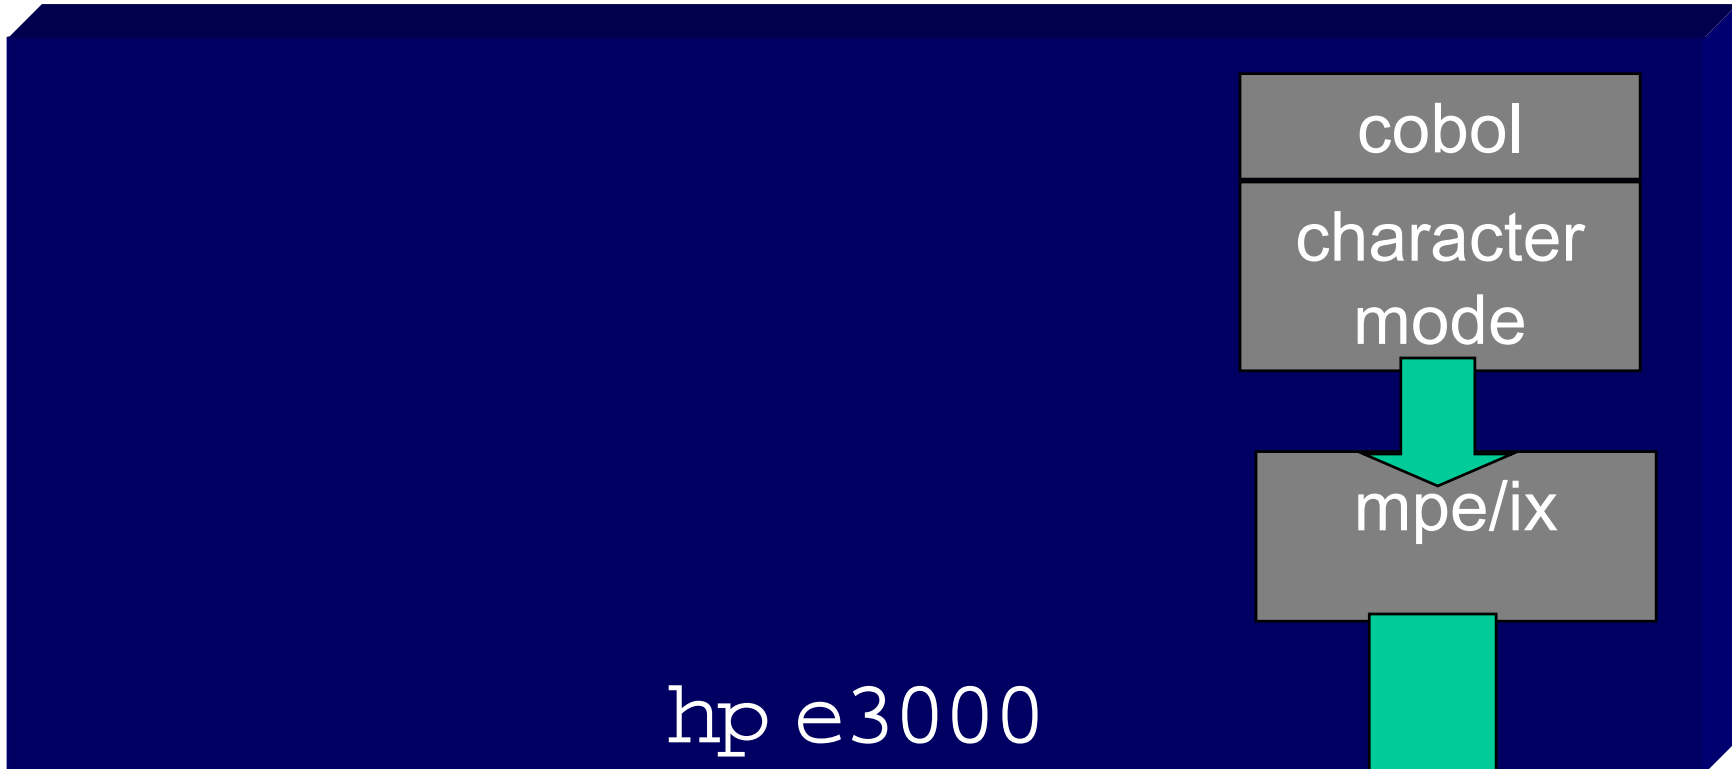 cobol
character
mode
mpe/ix
hp e3000